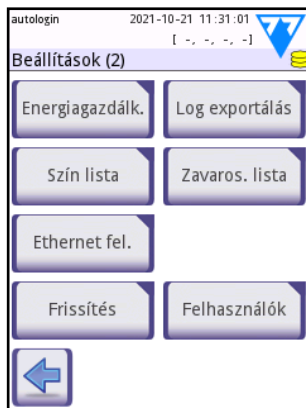 autologin 2021-10-21 11:31:01
[ -, -, -, -]
Beállítások (2)
Energiagazdálk. Log exportálás
Szín lista Zavaros. lista
Ethernet fel.
Frissítés Felhasználók